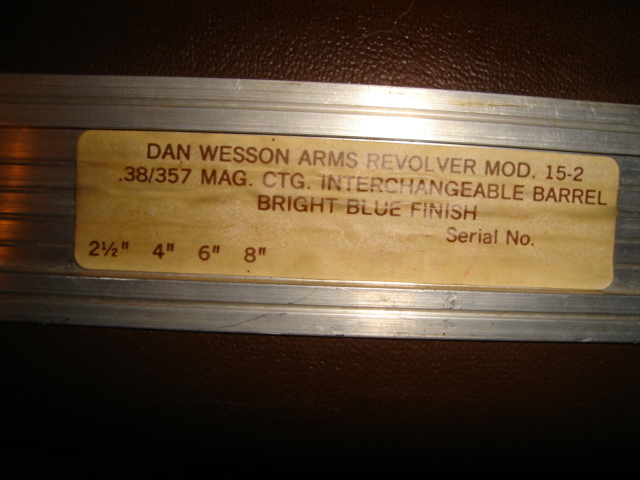 DAN WESSON ARMS REVOLVER MOD. 15-2
.38/357 MAG. CTG. INTERCHANGEABLE BARREL
BRIGHT BLUE FINISH
Serial No.
2½" 4" 6" 8"